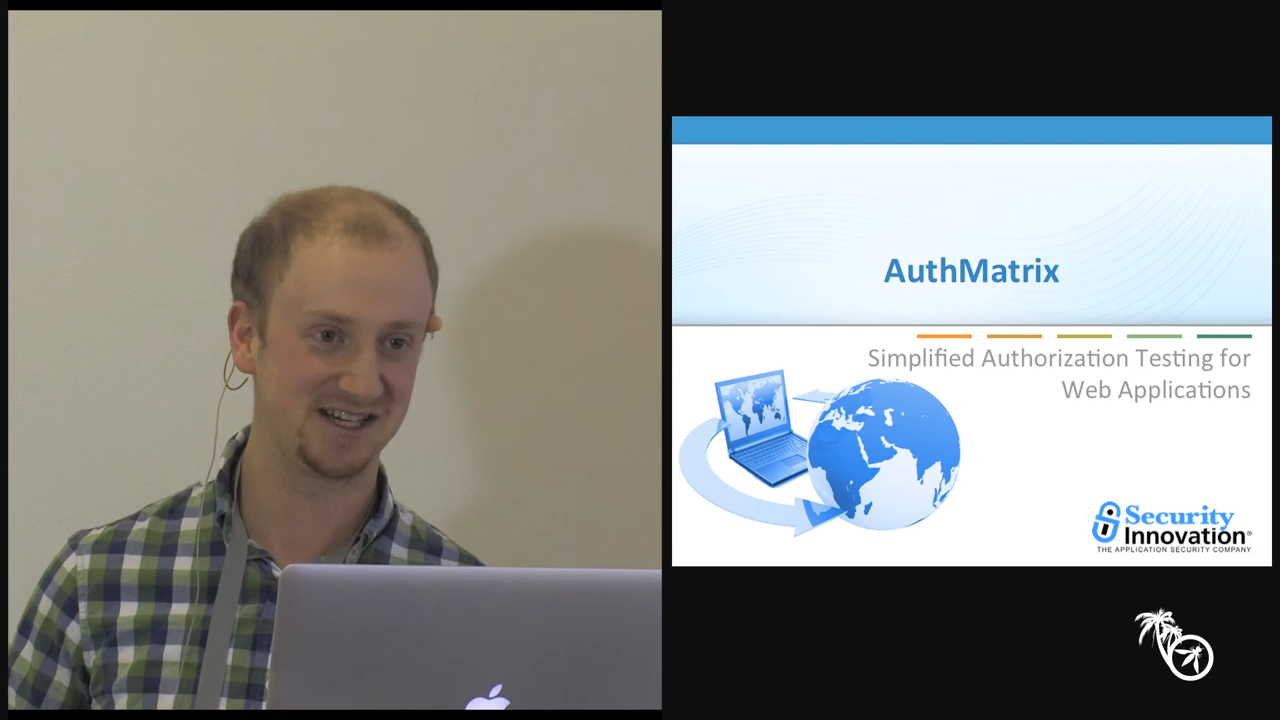 AuthMatrix
Simplified Authorization Testing for
Web Applications
Security
Innovation®
THE APPLICATION SECURITY COMPANY